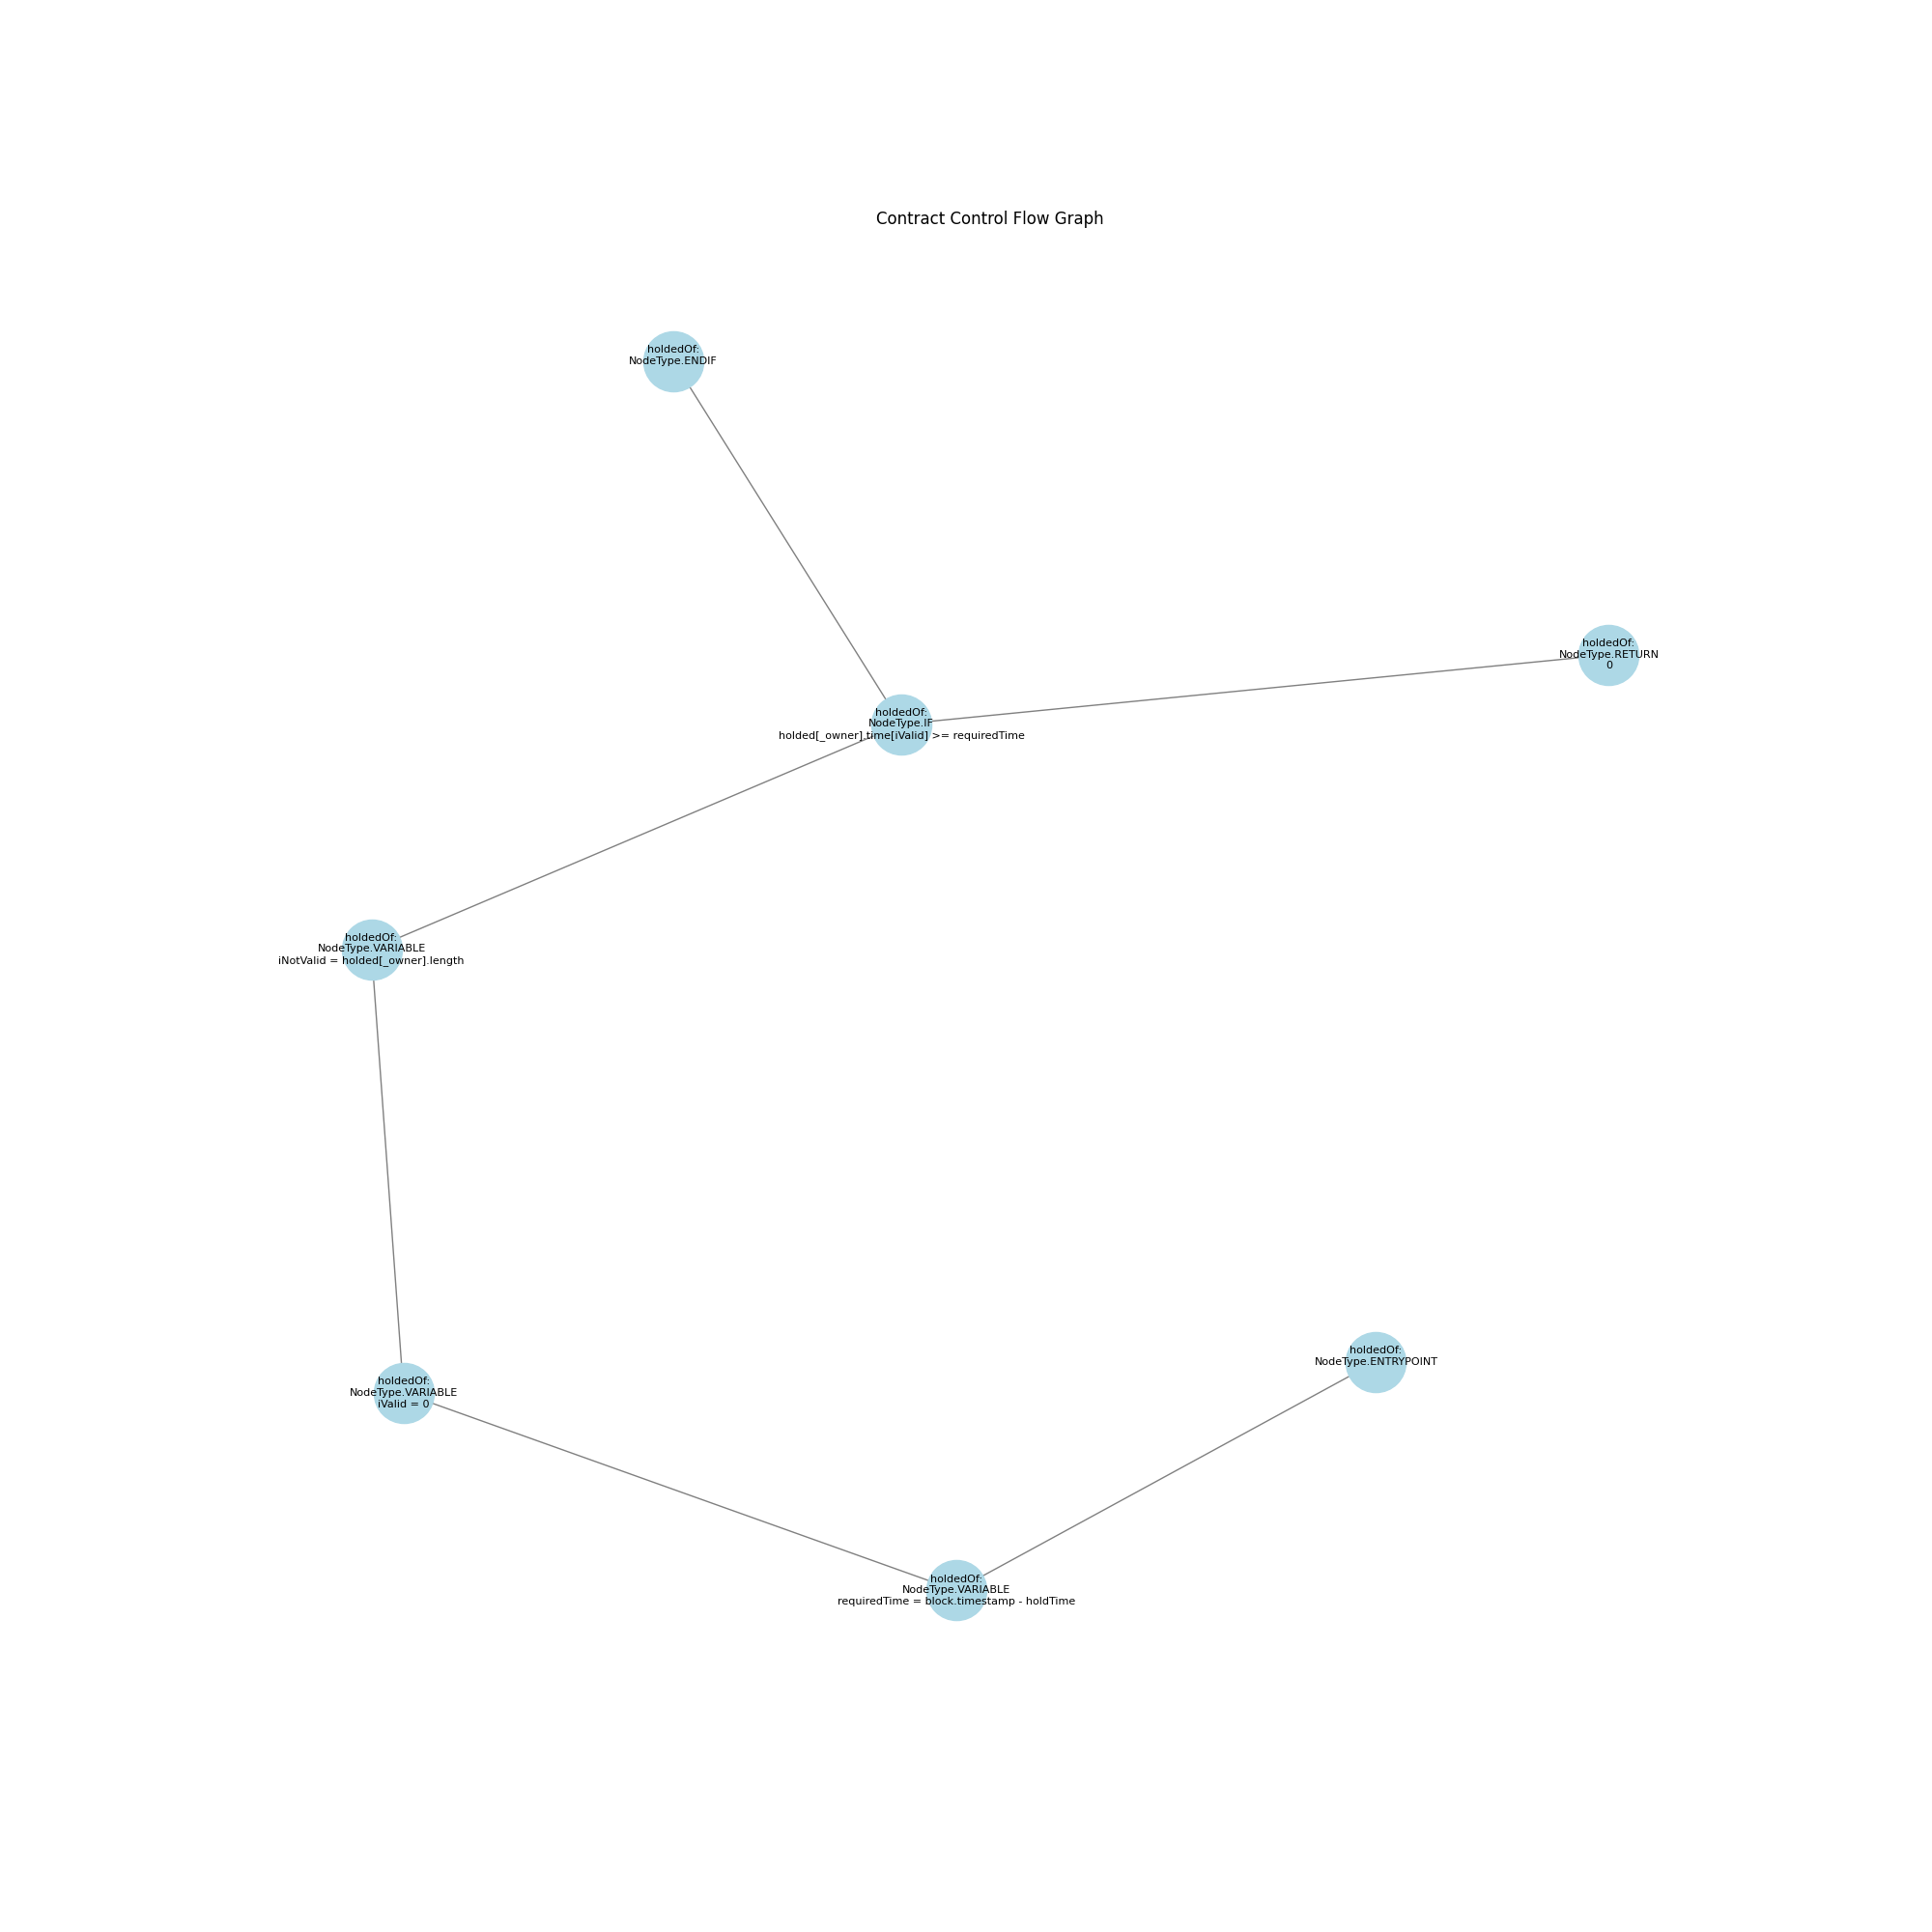 Contract Control Flow Graph
holdedOf:
NodeType.ENDIF
holdedOf:
NodeType.RETURN
0
holdedOf:
NodeType.IF
holded[_owner].time[iValid] >= requiredTime
holdedOf:
NodeType.VARIABLE
iNotValid = holded[_owner].length
holdedOf:
NodeType.ENTRYPOINT
holdedOf:
NodeType.VARIABLE
iValid = 0
holdedOf:
NodeType.VARIABLE
requiredTime = block.timestamp - holdTime